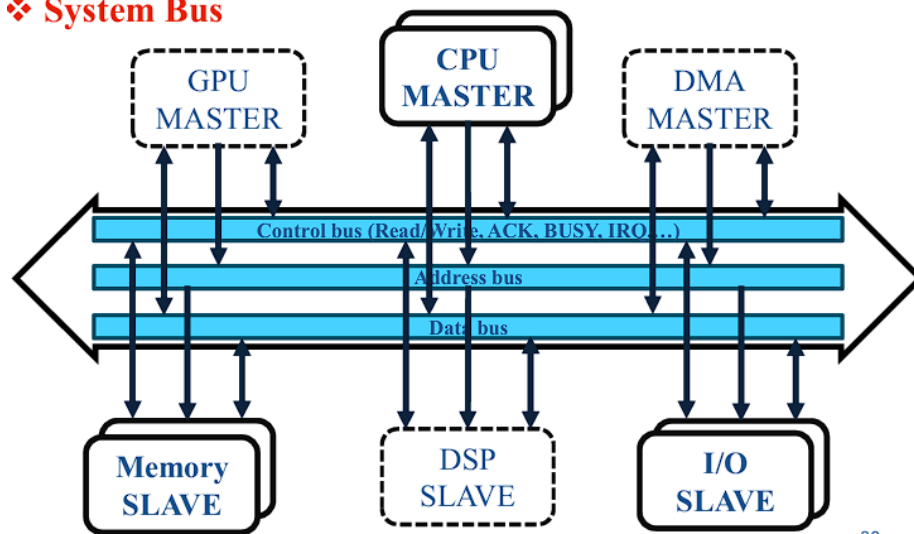 ❖ System Bus
GPU
MASTER
CPU
MASTER
DMA
MASTER
Control bus (Read/Write, ACK, BUSY, IRQ,…)
Address bus
Data bus
Memory
SLAVE
DSP
SLAVE
I/O
SLAVE